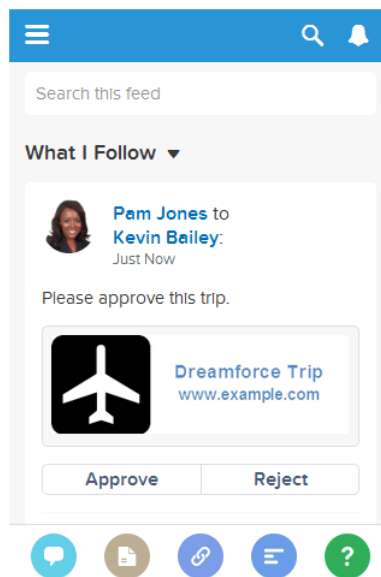 Search this feed
What I Follow
Pam Jones to
Kevin Bailey:
Just Now
Please approve this trip.
Dreamforce Trip
www.example.com
Approve
Reject
?